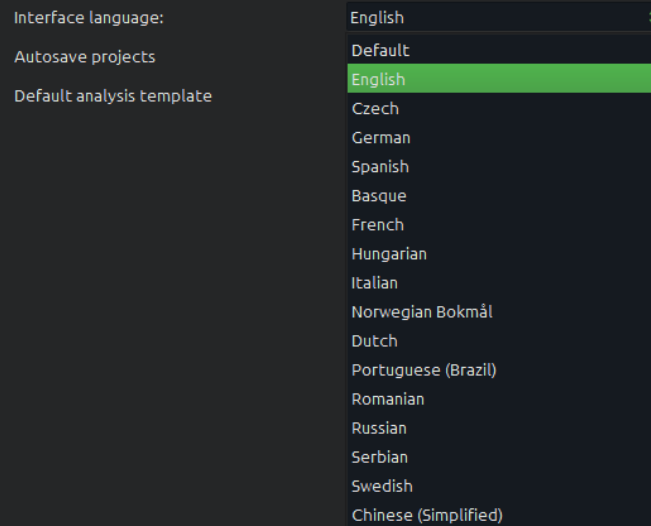 Interface language: English
Autosave projects
Default analysis template
Default
English
Czech
German
Spanish
Basque
French
Hungarian
Italian
Norwegian Bokmål
Dutch
Portuguese (Brazil)
Romanian
Russian
Serbian
Swedish
Chinese (Simplified)